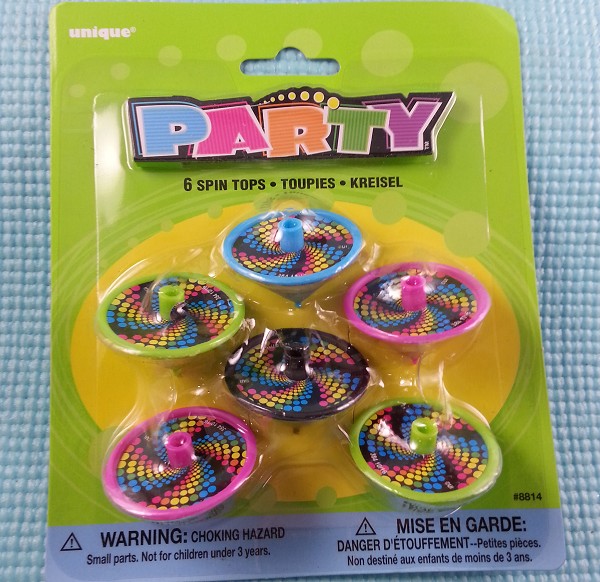 unique®
PARTY™
6 SPIN TOPS • TOUPIES • KREISEL
#8814
⚠ WARNING: CHOKING HAZARD
Small parts. Not for children under 3 years.
⚠ MISE EN GARDE:
DANGER D'ÉTOUFFEMENT--Petites pièces.
Non destiné aux enfants de moins de 3 ans.